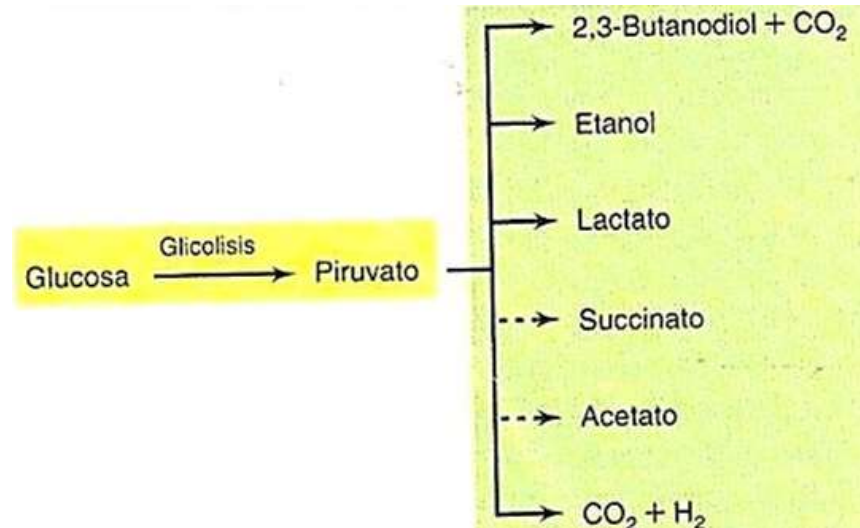 2,3-Butanodiol + CO₂
Etanol
Lactato
Glicolisis
Glucosa
Piruvato
Succinato
Acetato
CO₂ + H₂